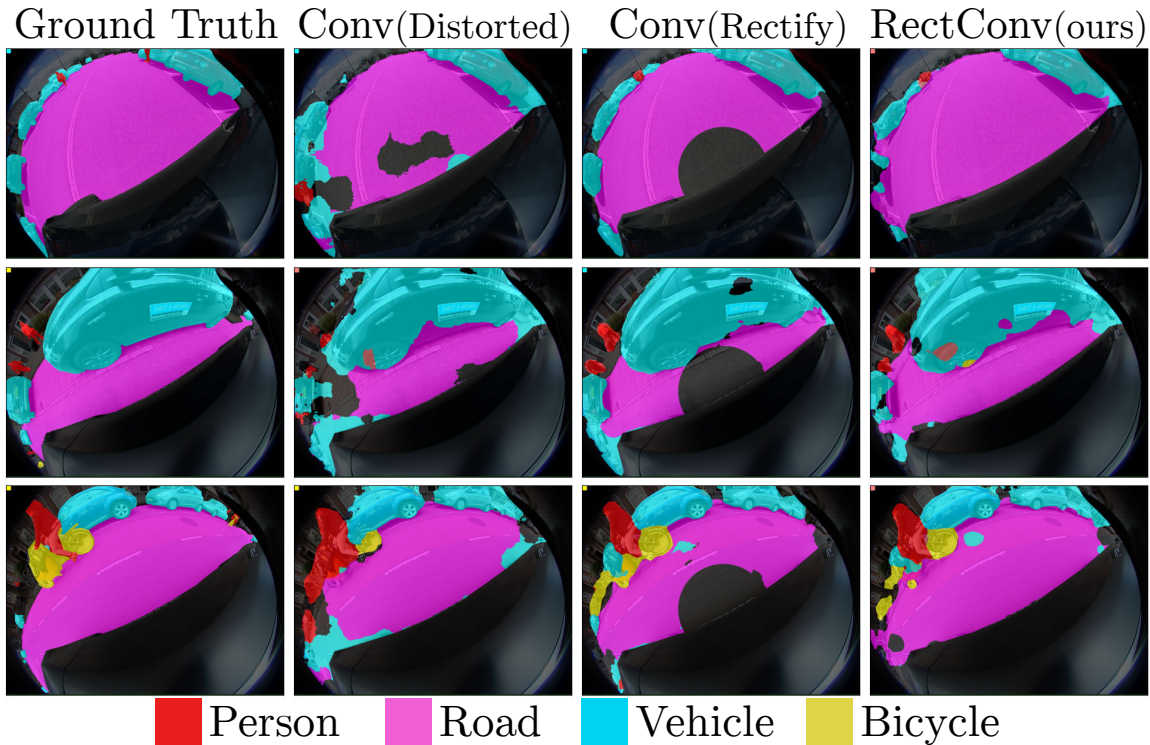 Ground Truth Conv(Distorted) Conv(Rectify) RectConv(ours)
Person Road Vehicle Bicycle